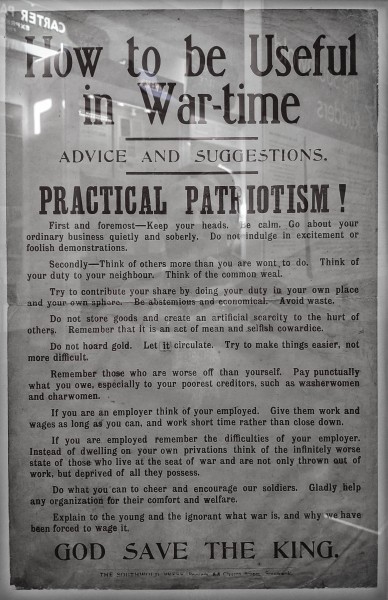 CARTER
How to be Useful
in War-time
ADVICE AND SUGGESTIONS.
PRACTICAL PATRIOTISM!
First and foremost—Keep your heads. Be calm. Go about your
ordinary business quietly and soberly. Do not indulge in excitement or
foolish demonstrations.
Secondly—Think of others more than you are wont to do. Think of
your duty to your neighbour. Think of the common weal.
Try to contribute your share by doing your duty in your own place
and your own sphere. Be abstemious and economical. Avoid waste.
Do not store goods and create an artificial scarcity to the hurt of
others. Remember that it is an act of mean and selfish cowardice.
Do not hoard gold. Let it circulate. Try to make things easier, not
more difficult.
Remember those who are worse off than yourself. Pay punctually
what you owe, especially to your poorest creditors, such as washerwomen
and charwomen.
If you are an employer think of your employed. Give them work and
wages as long as you can, and work short time rather than close down.
If you are employed remember the difficulties of your employer.
Instead of dwelling on your own privations think of the infinitely worse
state of those who live at the seat of war and are not only thrown out of
work, but deprived of all they possess.
Do what you can to cheer and encourage our soldiers. Gladly help
any organization for their comfort and welfare.
Explain to the young and the ignorant what war is, and why we have
been forced to wage it.
GOD SAVE THE KING.